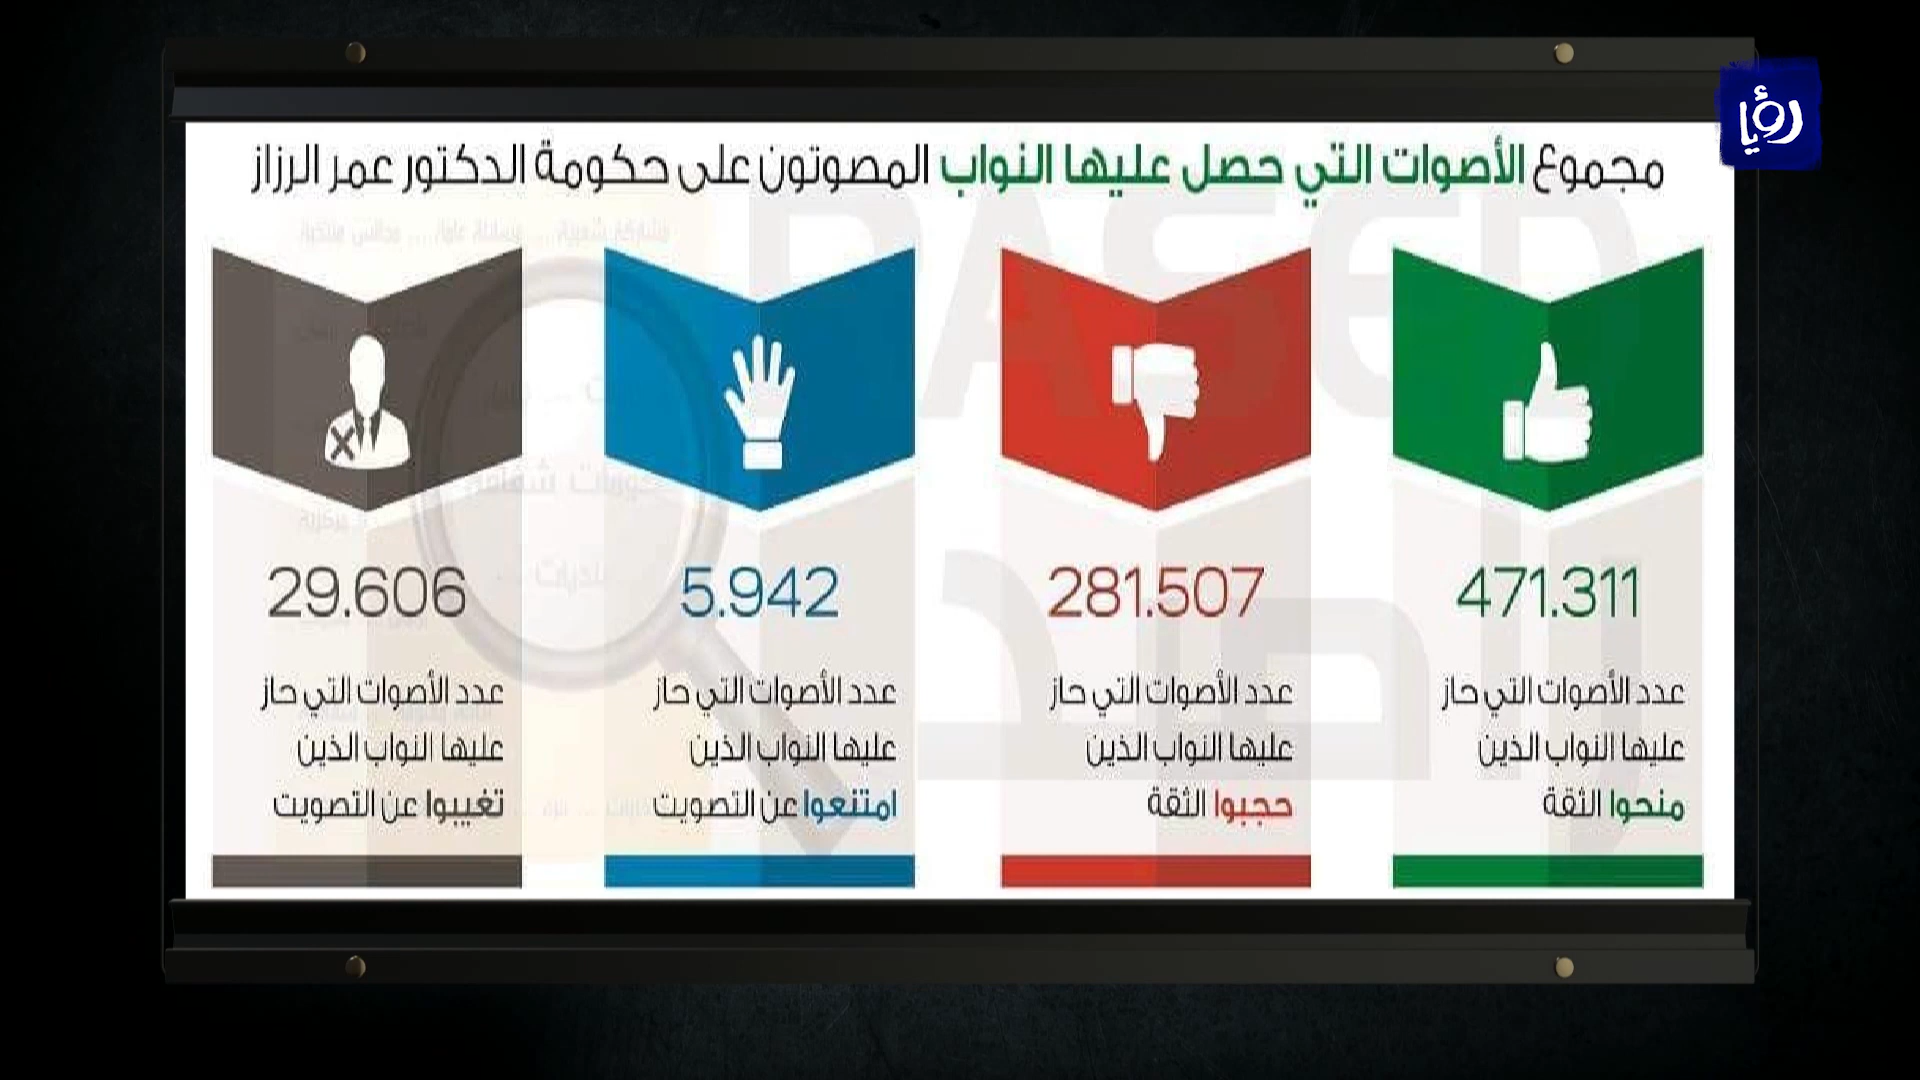 رؤيا
مجموع الأصوات التي حصل عليها النواب المصوتون على حكومة الدكتور عمر الرزاز
RASED
راصد
471.311
عدد الأصوات التي حاز
عليها النواب الذين
منحوا الثقة
281.507
عدد الأصوات التي حاز
عليها النواب الذين
حجبوا الثقة
5.942
عدد الأصوات التي حاز
عليها النواب الذين
امتنعوا عن التصويت
29.606
عدد الأصوات التي حاز
عليها النواب الذين
تغيبوا عن التصويت